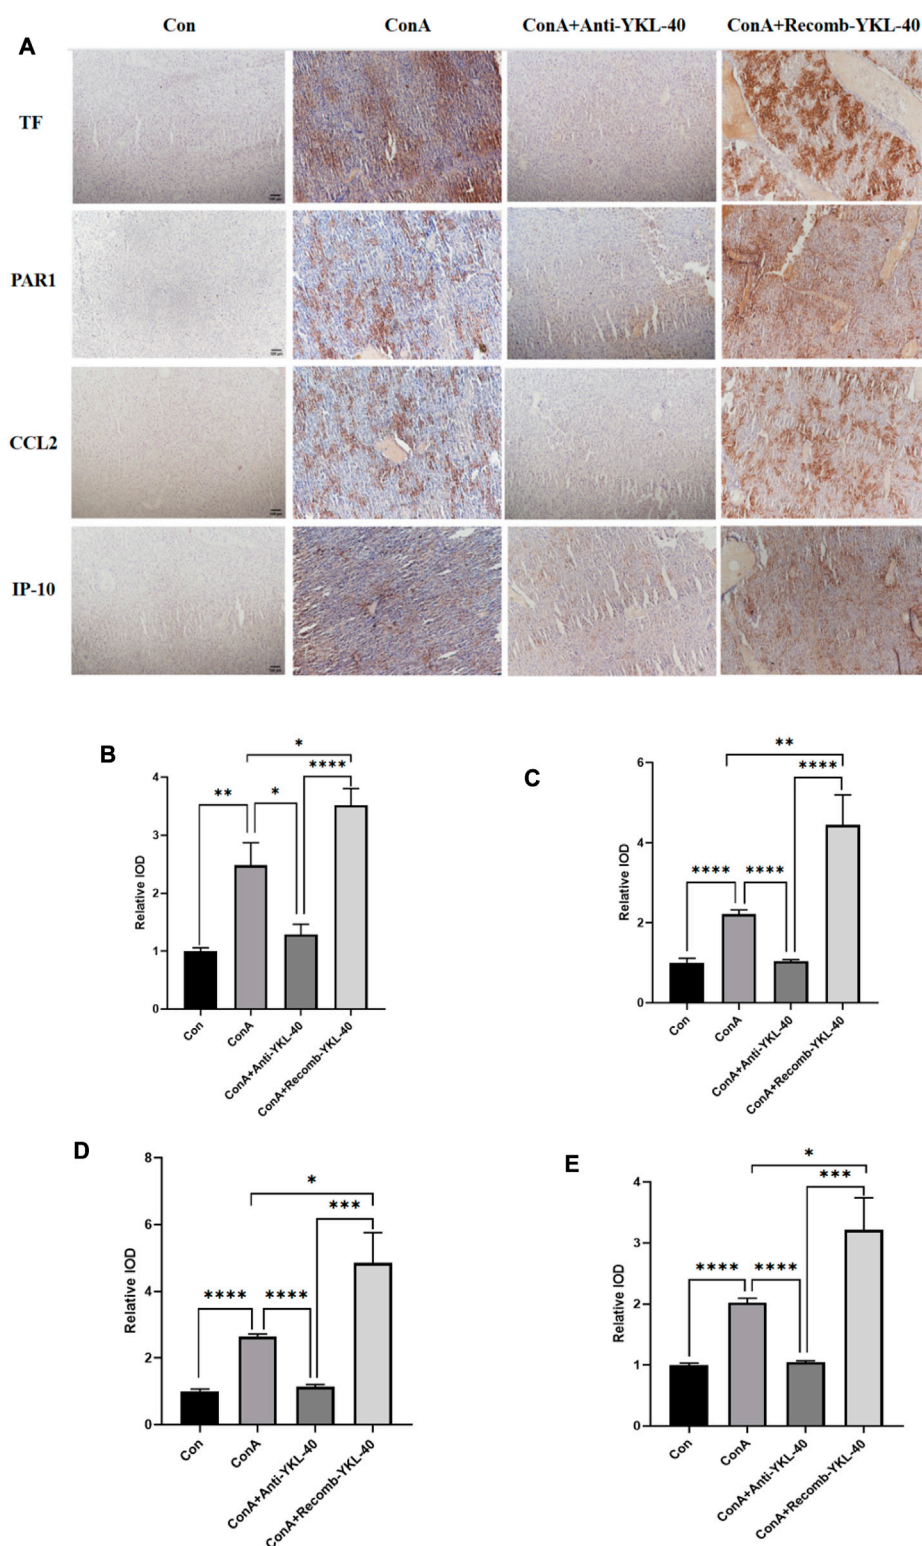 A
Con ConA ConA+Anti-YKL-40 ConA+Recomb-YKL-40
TF
PAR1
CCL2
IP-10
B
* 
** * ****
Relative IOD
4
3
2
1
0
Con ConA ConA+Anti-YKL-40 ConA+Recomb-YKL-40
C
**
**** **** ****
Relative IOD
6
4
2
0
Con ConA ConA+Anti-YKL-40 ConA+Recomb-YKL-40
D
*
**** **** ***
Relative IOD
8
6
4
2
0
Con ConA ConA+Anti-YKL-40 ConA+Recomb-YKL-40
E
*
**** **** ***
Relative IOD
4
3
2
1
0
Con ConA ConA+Anti-YKL-40 ConA+Recomb-YKL-40